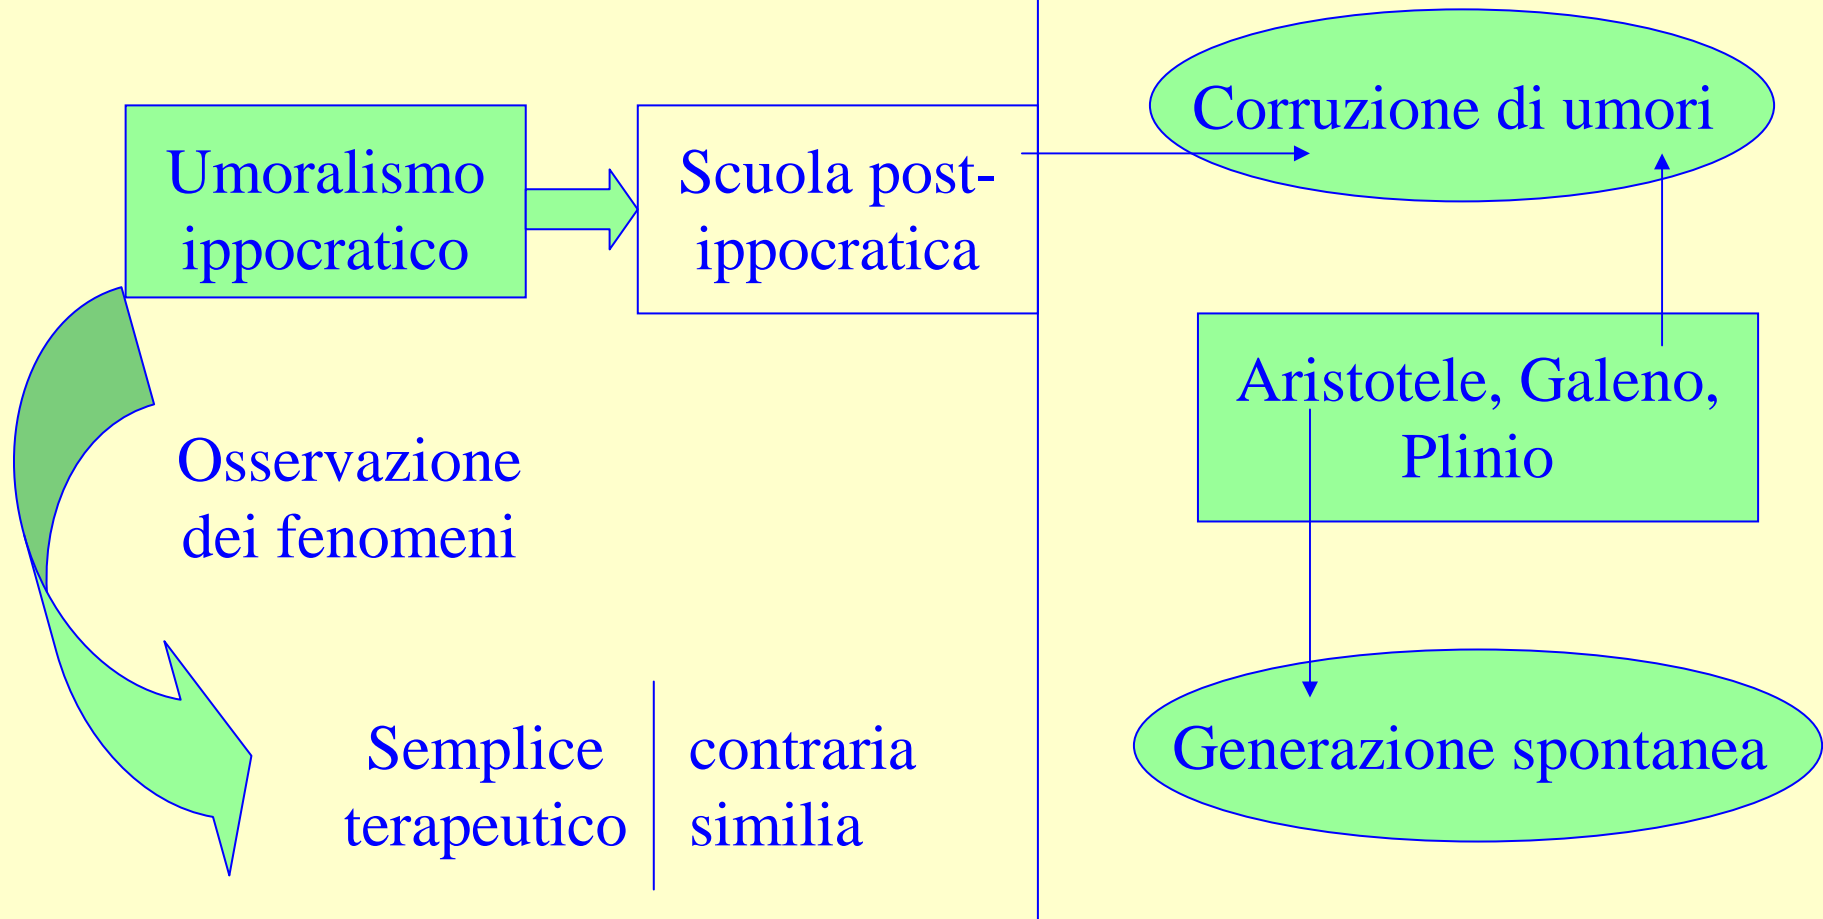 Umoralismo
ippocratico
Scuola post-
ippocratica
Corruzione di umori
Aristotele, Galeno,
Plinio
Osservazione
dei fenomeni
Semplice
terapeutico
contraria
similia
Generazione spontanea